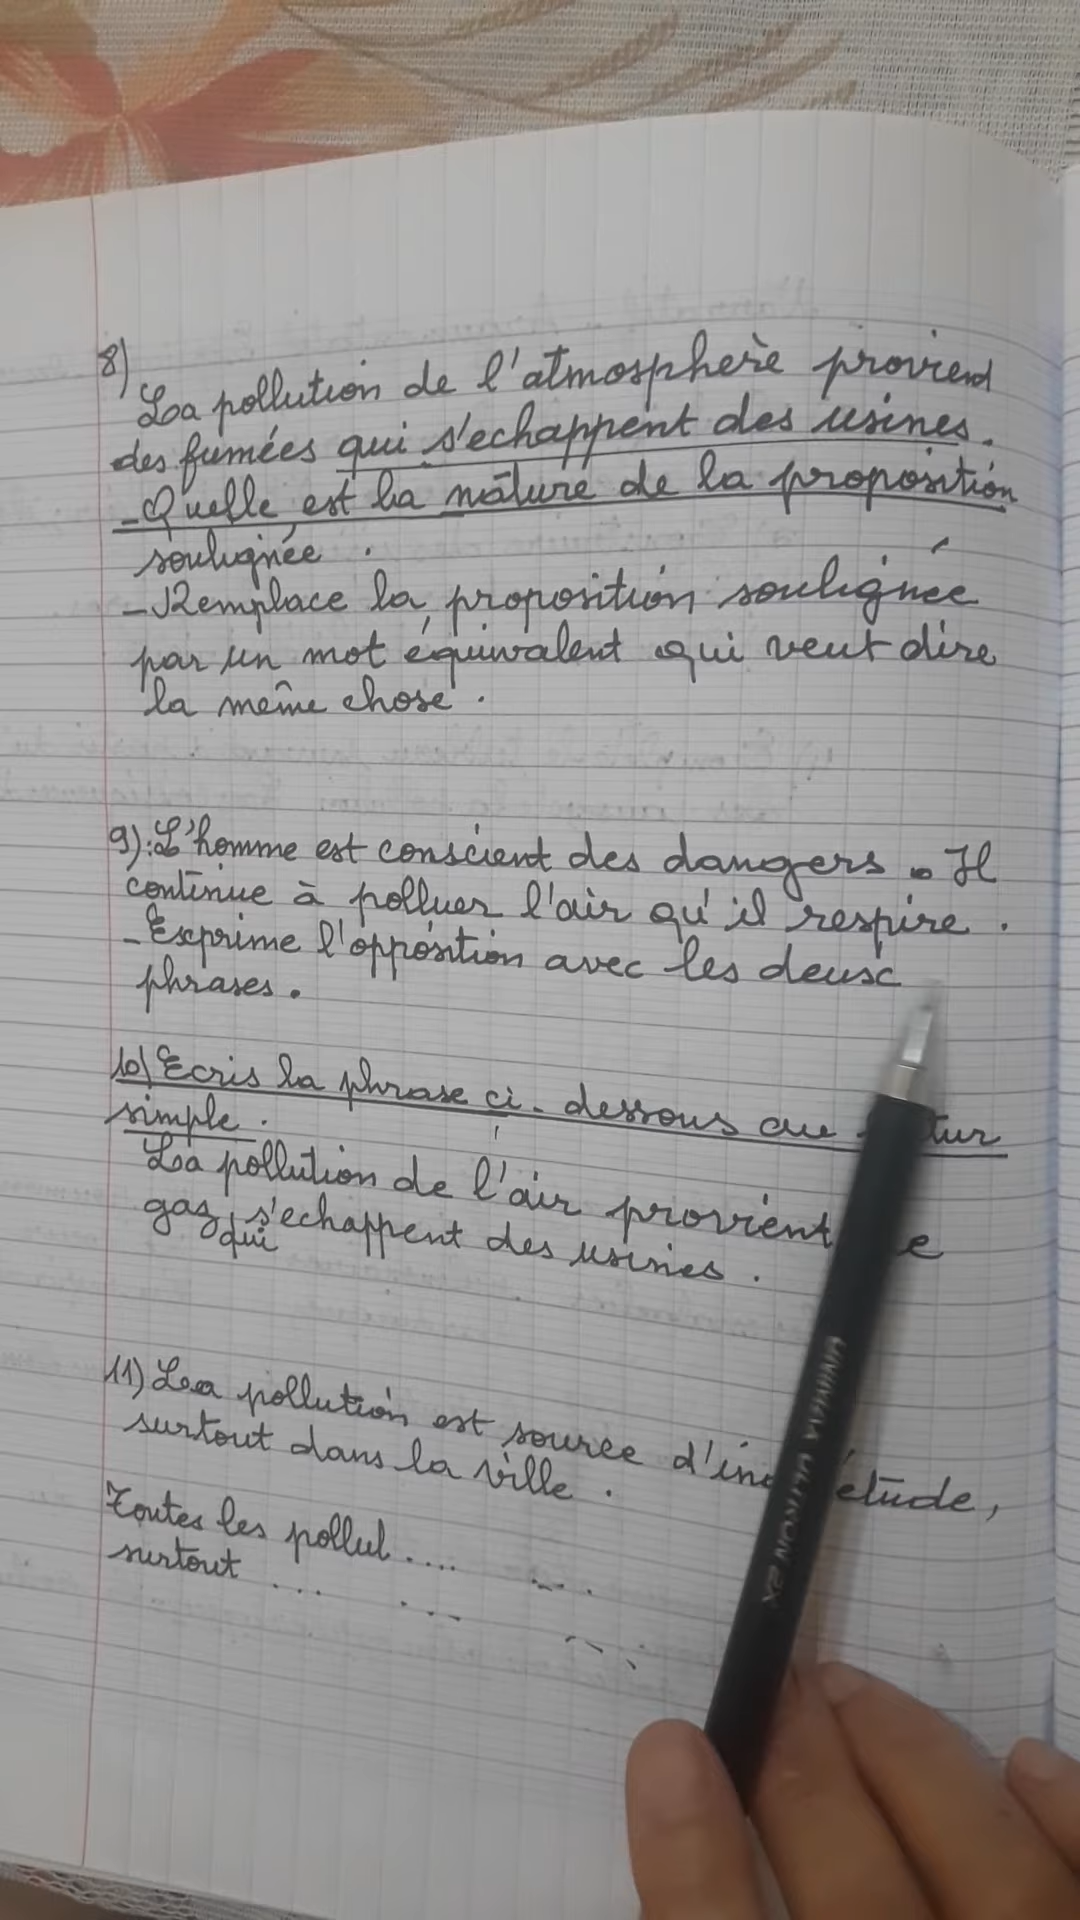 8)
La pollution de l'atmosphère provient
des fumées qui s'echappent des usines.
- Quelle est la nature de la proposition
soulignée.
- Remplace la proposition soulignée
par un mot équivalent qui veut dire
la même chose.
9): L'homme est conscient des dangers. Il
continue à polluer l'air qu'il respire.
- Exprime l'opposition avec les deux
phrases.
10) Ecris la phrase ci-dessous au
simple.
La pollution de l'air provient
gaz qui s'echappent des usines.
11) La pollution est source
surtout dans la ville.
Toutes les pollut.... ....
surtout ... ... ...